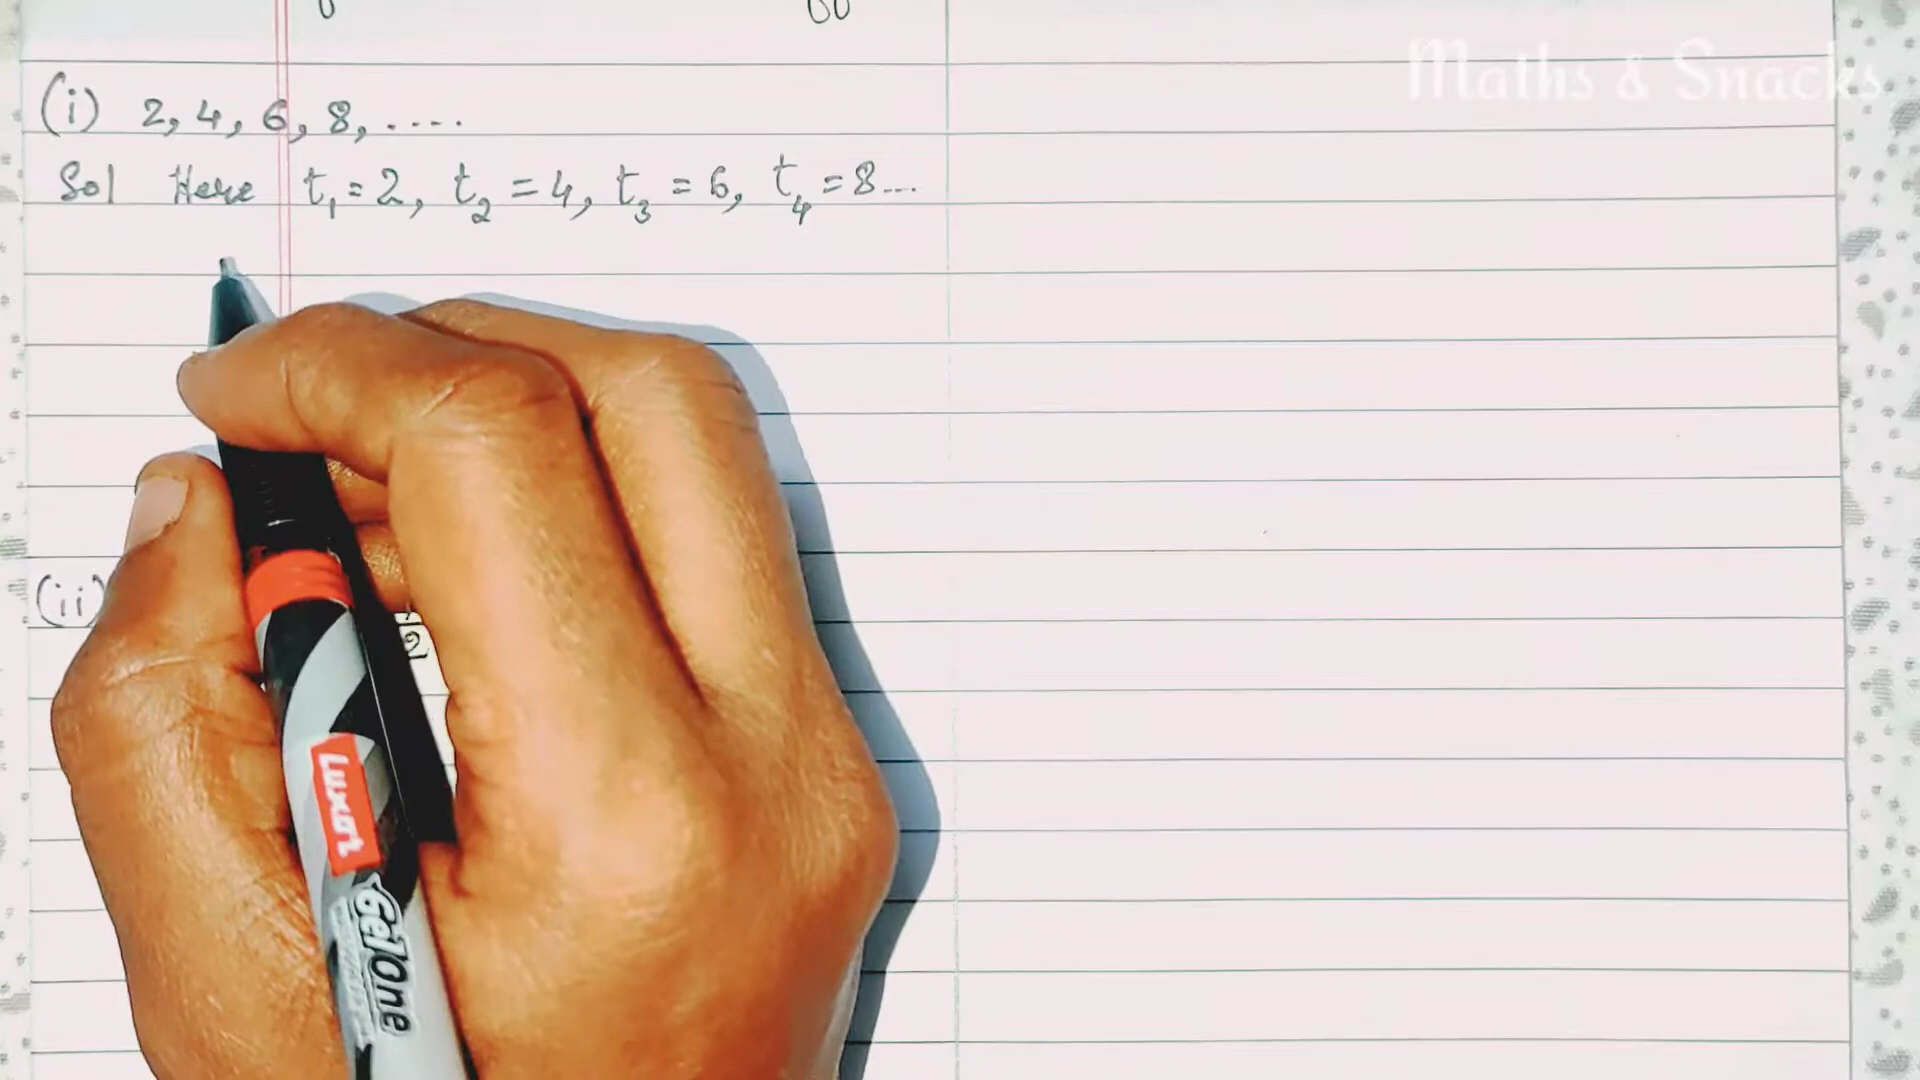 Maths & Snacks
(i) 2, 4, 6, 8, ....
Sol Here t₁ = 2, t₂ = 4, t₃ = 6, t₄ = 8...
(ii)
Luxor
GelOne